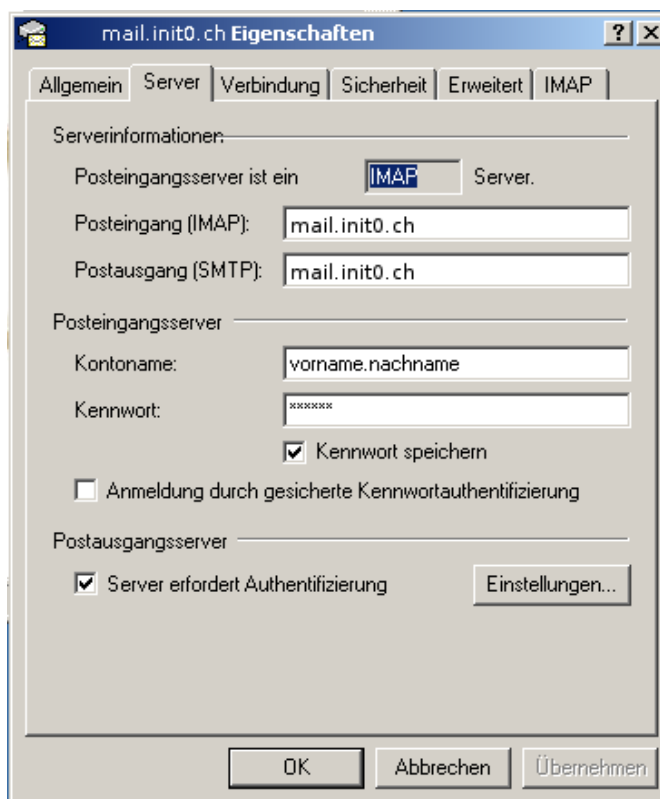 mail.init0.ch Eigenschaften
Allgemein Server Verbindung Sicherheit Erweitert IMAP
Serverinformationen
Posteingangsserver ist ein IMAP Server.
Posteingang (IMAP): mail.init0.ch
Postausgang (SMTP): mail.init0.ch
Posteingangsserver
Kontoname: vorname.nachname
Kennwort: ******
Kennwort speichern
Anmeldung durch gesicherte Kennwortauthentifizierung
Postausgangsserver
Server erfordert Authentifizierung Einstellungen...
OK Abbrechen Übernehmen